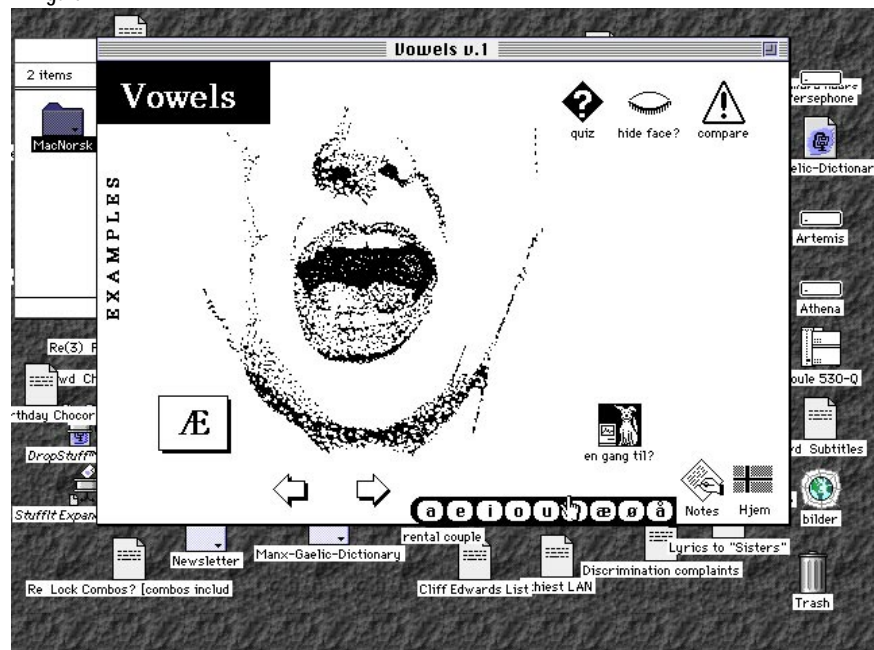 Vowels v.1
2 items
MacNorsk
Vowels
EXAMPLES
quiz
hide face?
compare
Persephone
elic-Dictionar
Artemis
Athena
oule 530-Q
vd Subtitles
bilder
Trash
Re(3) F
wd Ch
rthday Chocor
DropStuff™
StuffIt Expan
Æ
en gang til?
a e i o u æ ø å
Notes
Hjem
rental couple
Newsletter
Manx-Gaelic-Dictionary
Lyrics to "Sisters"
Discrimination complaints
Re Lock Combos? [combos includ
Cliff Edwards List
hiest LAN